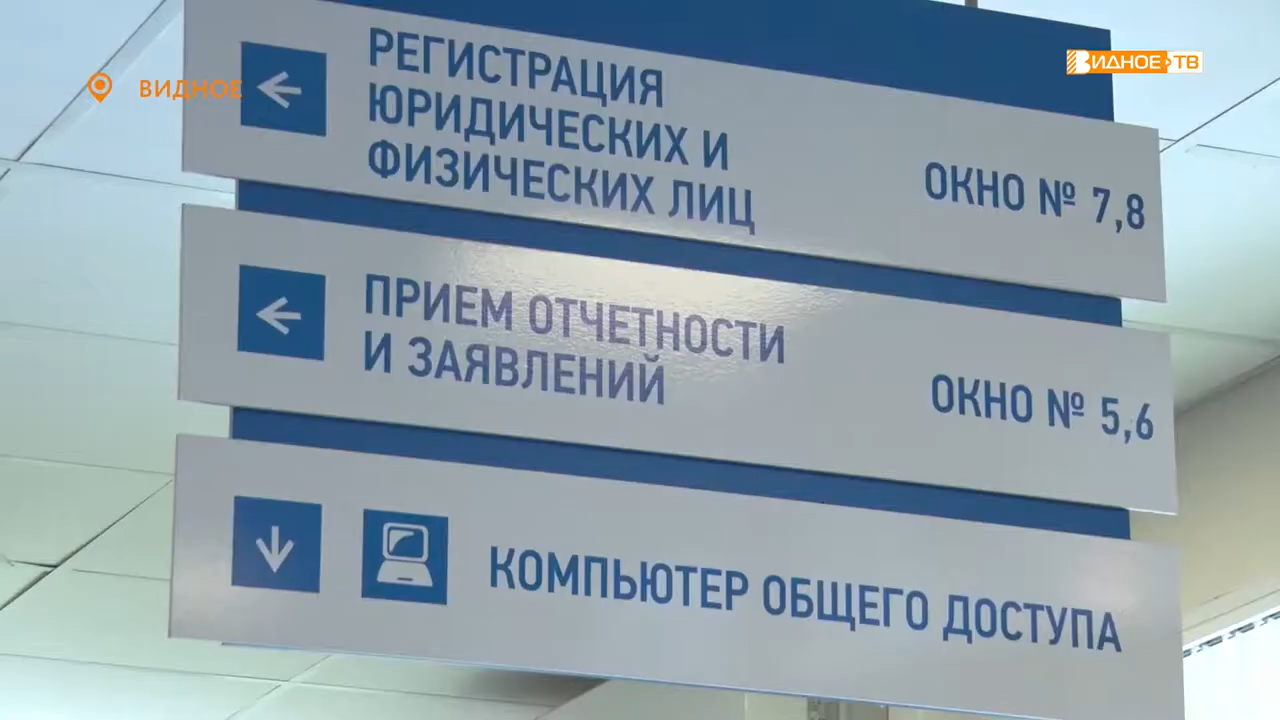 ВИДНОЕ
ВИДНОЕ ТВ
РЕГИСТРАЦИЯ
ЮРИДИЧЕСКИХ И
ФИЗИЧЕСКИХ ЛИЦ
ОКНО № 7,8
ПРИЕМ ОТЧЕТНОСТИ
И ЗАЯВЛЕНИЙ
ОКНО № 5,6
КОМПЬЮТЕР ОБЩЕГО ДОСТУПА